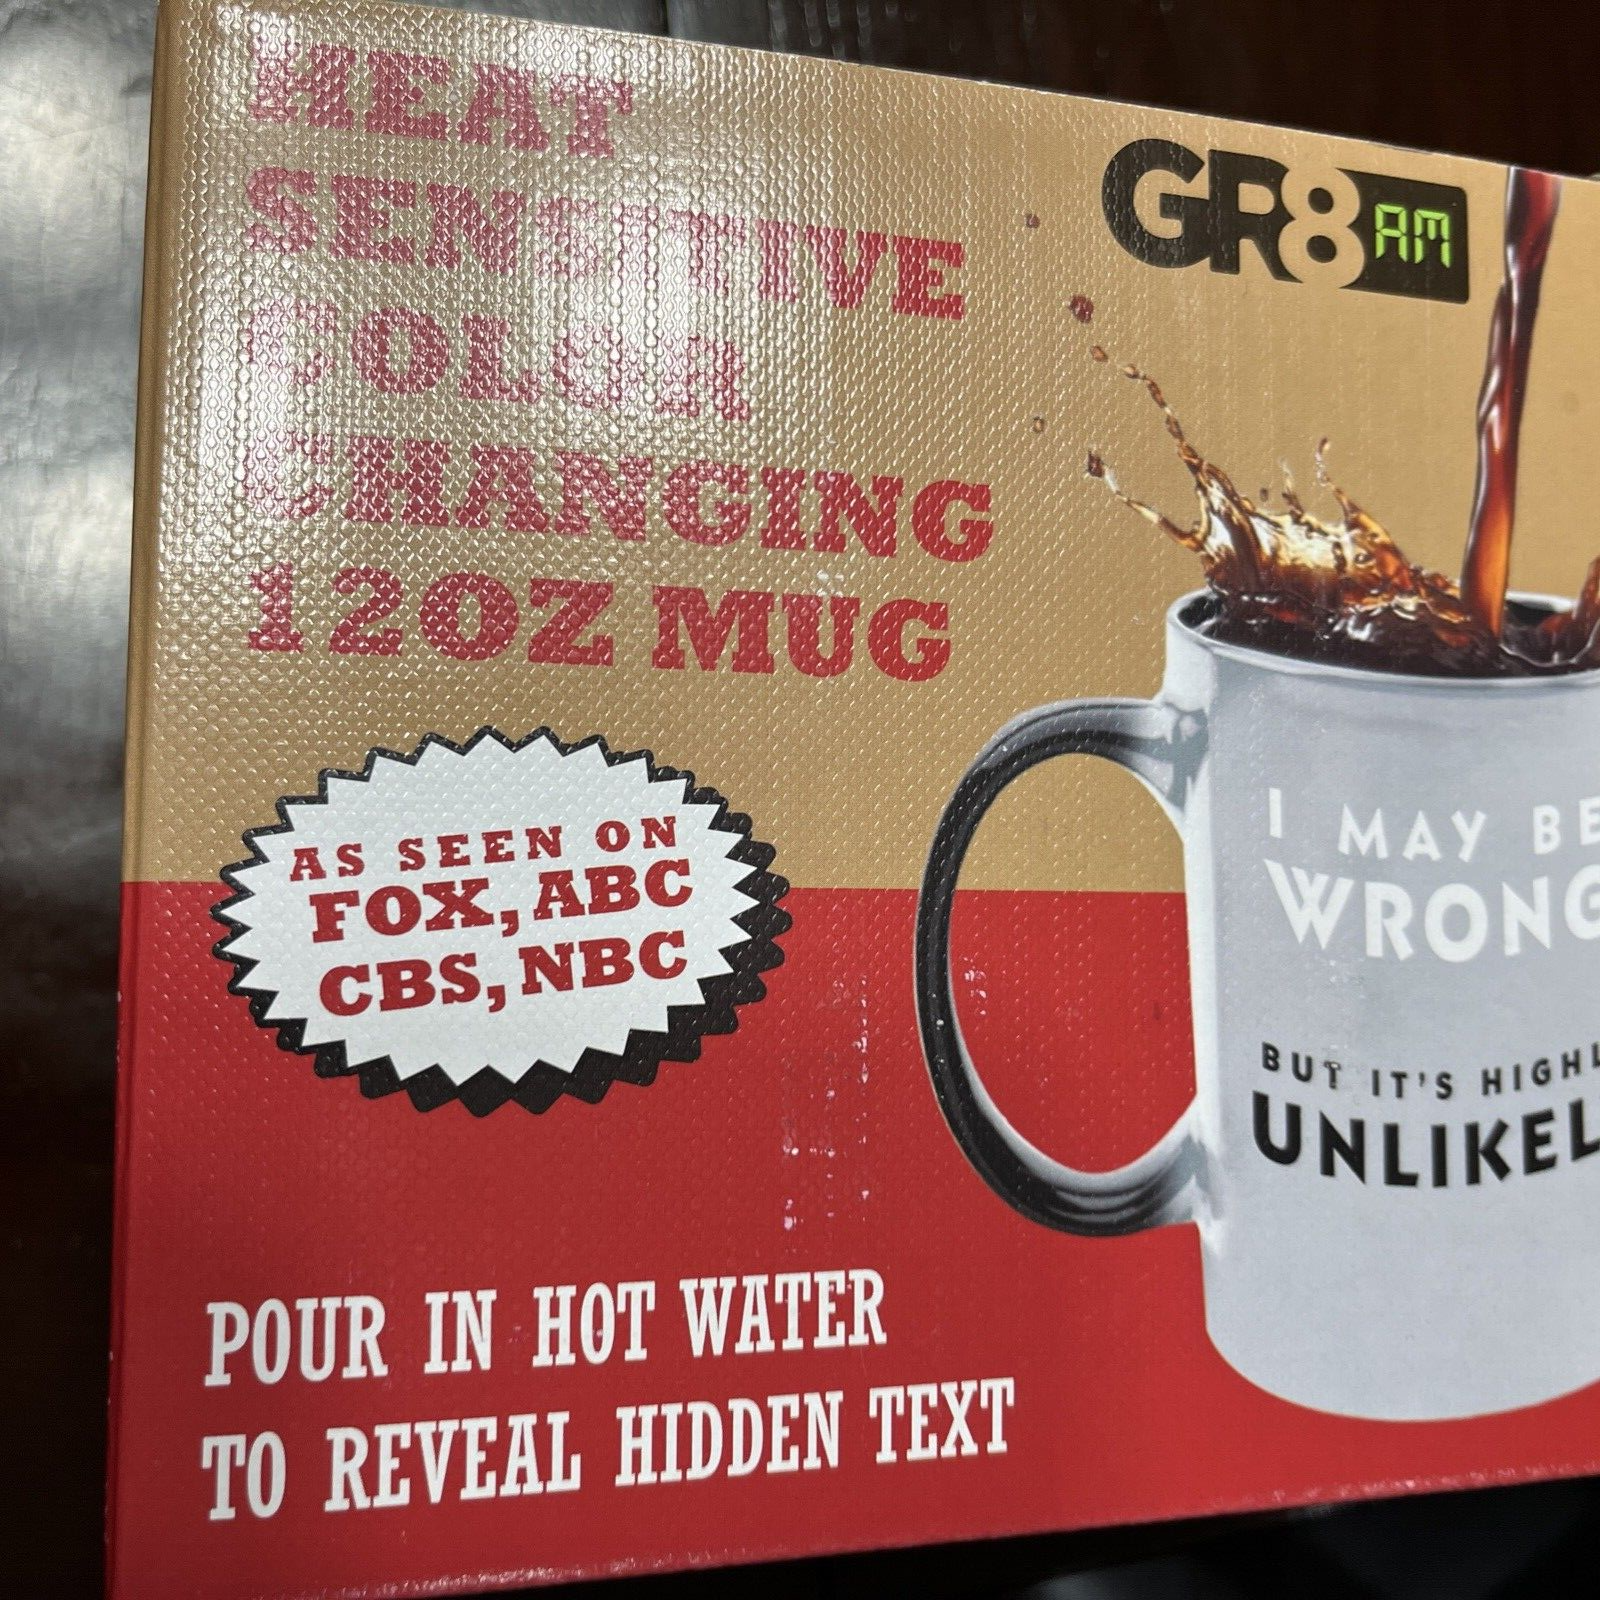 HEAT
SENSITIVE
COLOR
CHANGING
12OZ MUG
GR8 AM
AS SEEN ON
FOX, ABC
CBS, NBC
I MAY BE
WRONG
BUT IT'S HIGHL
UNLIKEL
POUR IN HOT WATER
TO REVEAL HIDDEN TEXT